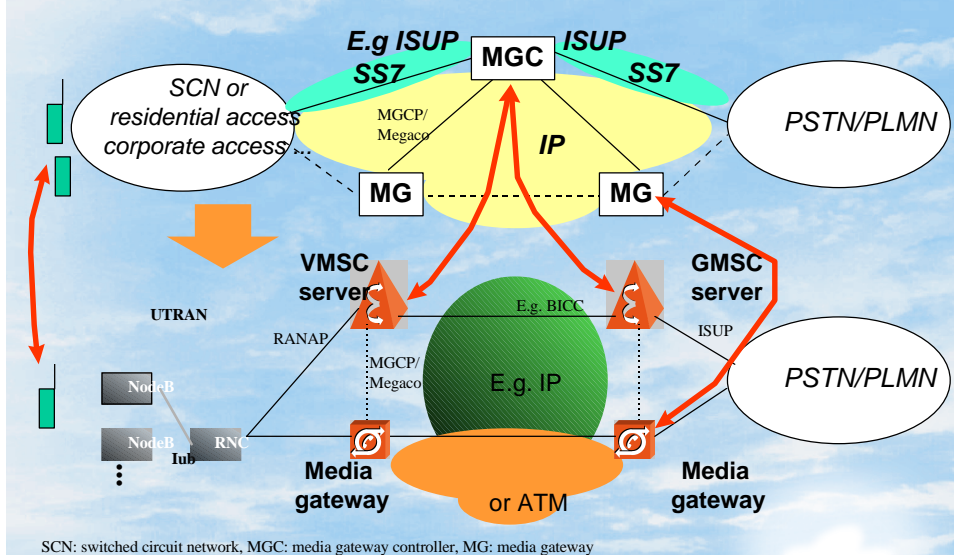 E.g ISUP
SS7
MGC
ISUP
SS7
SCN or
residential access
corporate access ...
MGCP/
Megaco
IP
PSTN/PLMN
MG
MG
VMSC
server
GMSC
server
UTRAN
RANAP
E.g. BICC
ISUP
MGCP/
Megaco
E.g. IP
PSTN/PLMN
NodeB
NodeB
RNC
Iub
Media
gateway
or ATM
Media
gateway
SCN: switched circuit network, MGC: media gateway controller, MG: media gateway